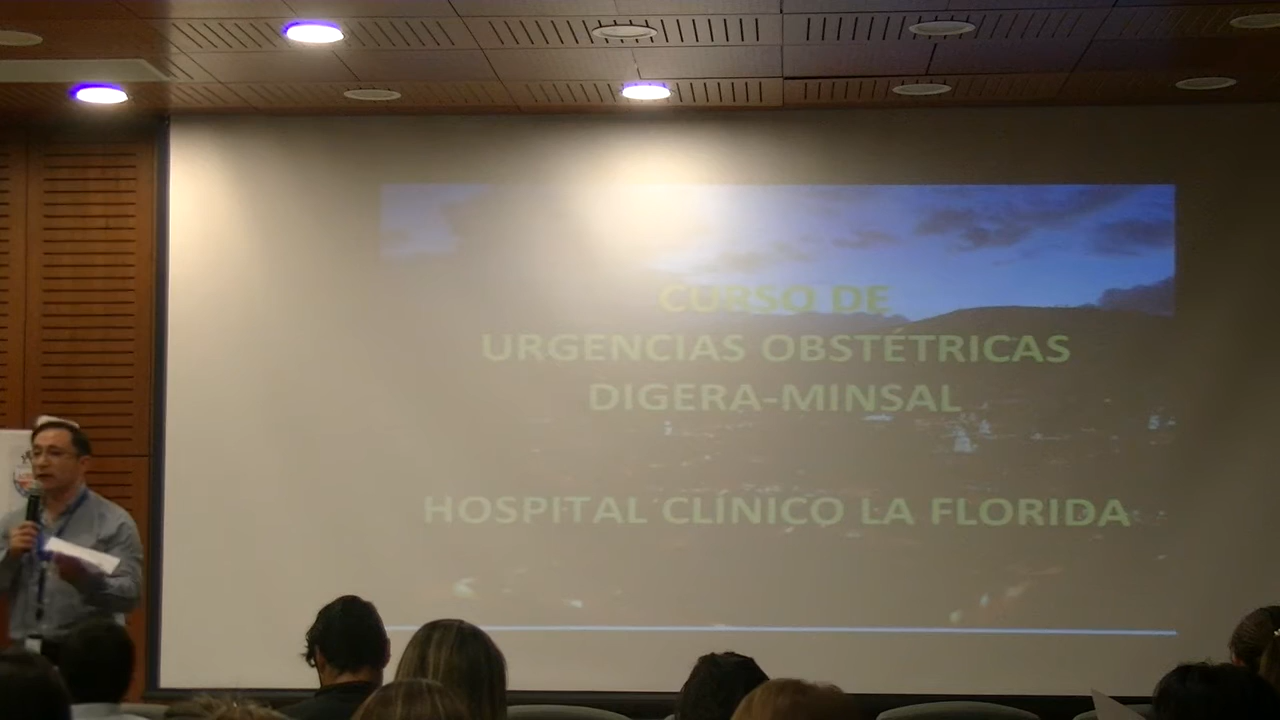 CURSO DE
URGENCIAS OBSTÉTRICAS
DIGERA-MINSAL
HOSPITAL CLÍNICO LA FLORIDA